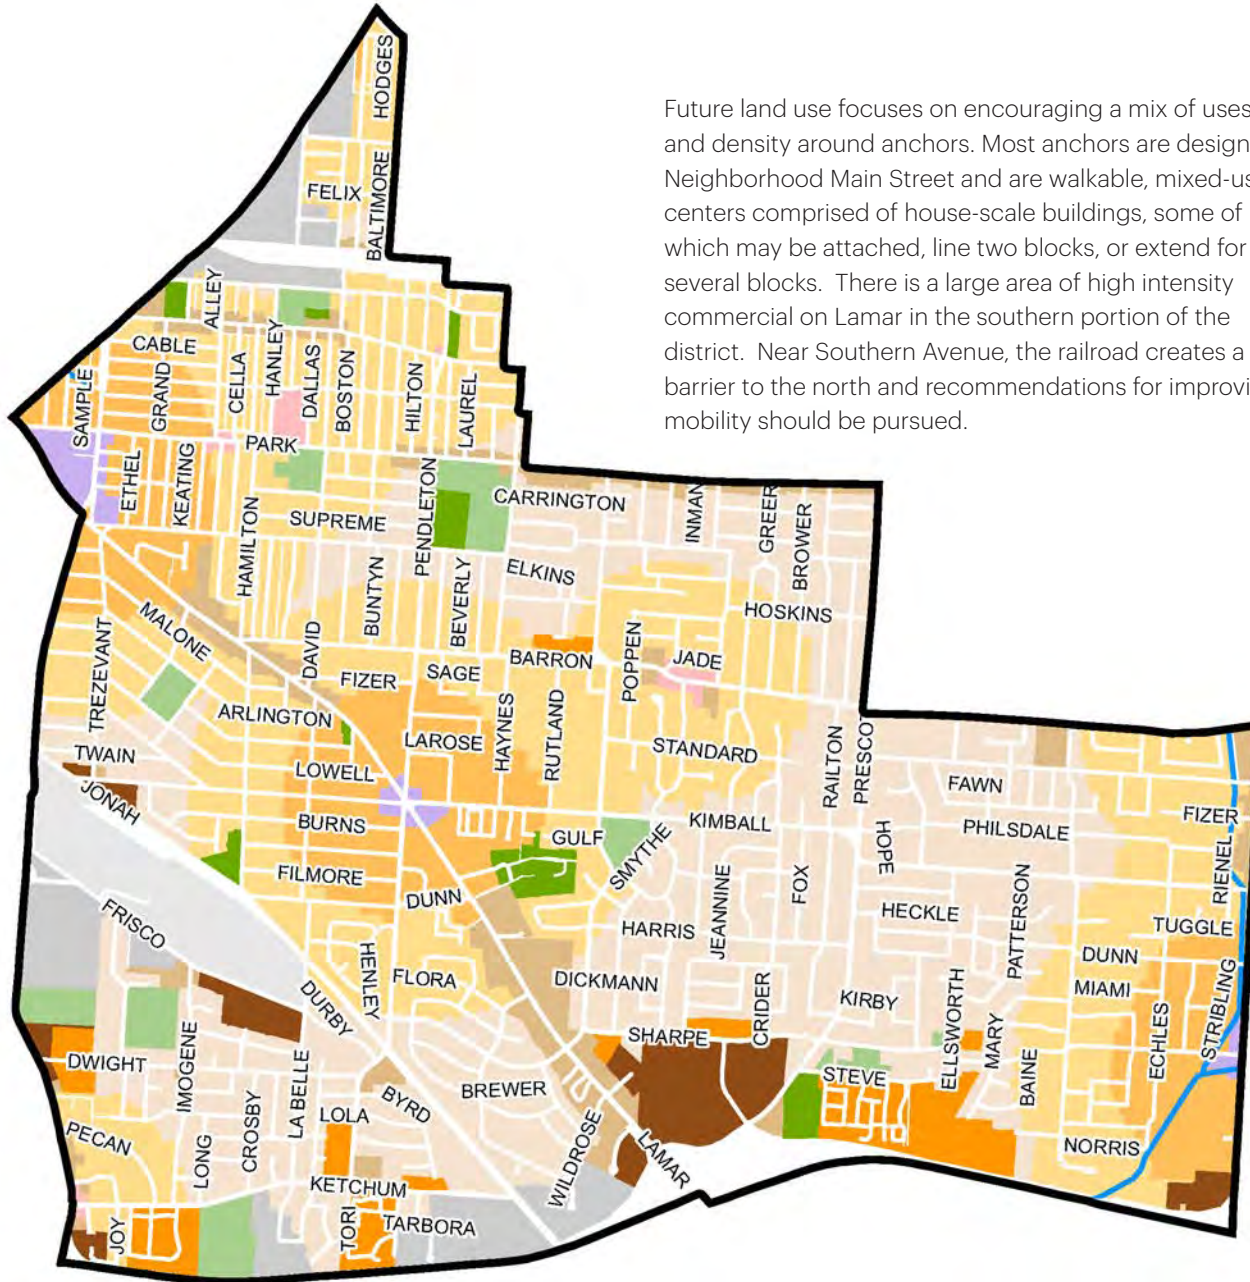 Future land use focuses on encouraging a mix of uses
and density around anchors. Most anchors are design
Neighborhood Main Street and are walkable, mixed-us
centers comprised of house-scale buildings, some of
which may be attached, line two blocks, or extend for
several blocks. There is a large area of high intensity
commercial on Lamar in the southern portion of the
district. Near Southern Avenue, the railroad creates a
barrier to the north and recommendations for improvi
mobility should be pursued.
HODGES
FELIX
BALTIMORE
ALLEY
CABLE
SAMPLE
GRAND
CELLA
HANLEY
DALLAS
BOSTON
HILTON
LAUREL
PARK
ETHEL
KEATING
HAMILTON
SUPREME
PENDLETON
CARRINGTON
INMAN
GREER
BROWER
BUNTYN
BEVERLY
ELKINS
HOSKINS
MALONE
TREZEVANT
DAVID
FIZER
SAGE
BARRON
POPPEN
JADE
ARLINGTON
LAROSE
HAYNES
RUTLAND
STANDARD
RAILTON
PRESCOT
TWAIN
JONAH
LOWELL
FAWN
BURNS
GULF
SMYTHE
KIMBALL
HOPE
PHILSDALE
FIZER
RIENEL
FILMORE
DUNN
JEANNINE
FOX
HECKLE
PATTERSON
TUGGLE
FRISCO
HARRIS
DUNN
HENLEY
FLORA
DICKMANN
MIAMI
DURBY
CRIDER
KIRBY
ELLSWORTH
MARY
ECHLES
STRIBLING
SHARPE
DWIGHT
IMOGENE
LA BELLE
STEVE
BAINE
BREWER
BYRD
LOLA
CROSBY
LONG
PECAN
WILDROSE
LAMAR
NORRIS
KETCHUM
JOY
TORI
TARBORA